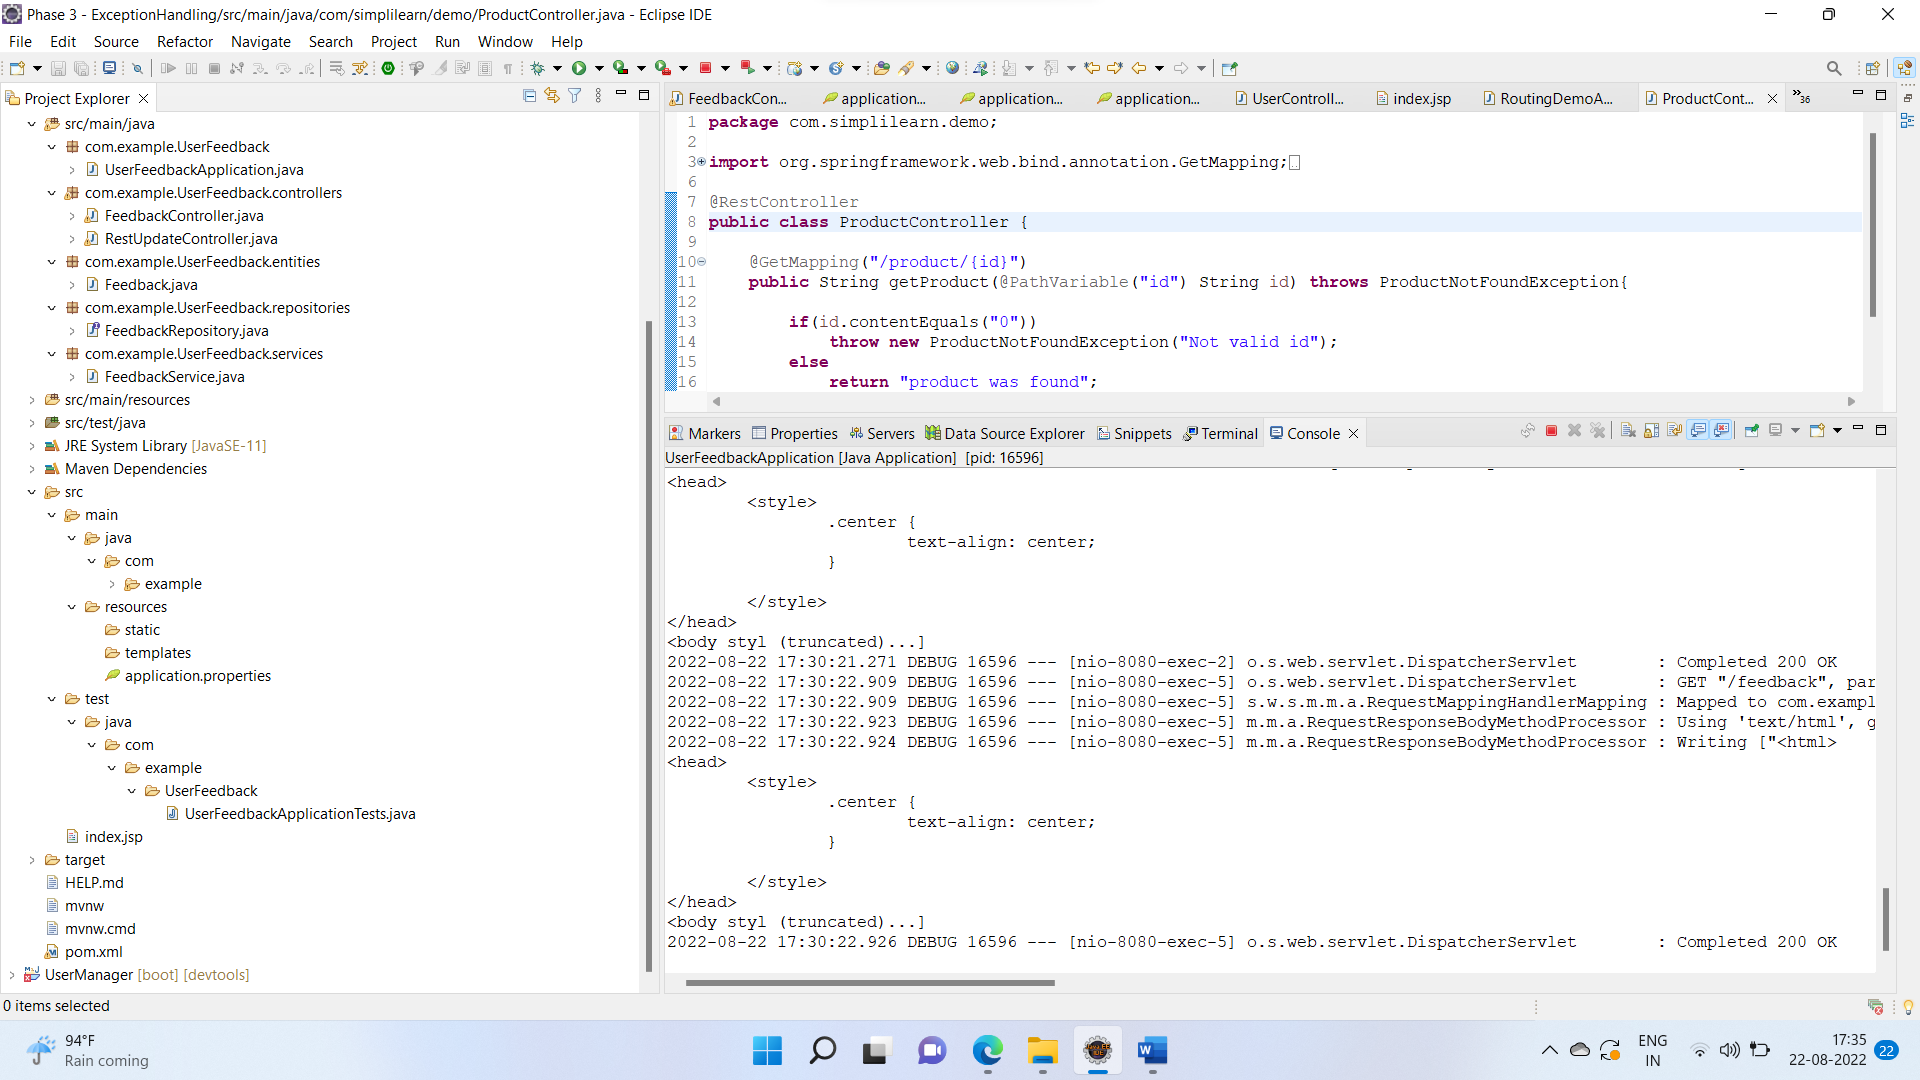 Phase 3 - ExceptionHandling/src/main/java/com/simplilearn/demo/ProductController.java - Eclipse IDE
File Edit Source Refactor Navigate Search Project Run Window Help
Project Explorer
src/main/java
com.example.UserFeedback
UserFeedbackApplication.java
com.example.UserFeedback.controllers
FeedbackController.java
RestUpdateController.java
com.example.UserFeedback.entities
Feedback.java
com.example.UserFeedback.repositories
FeedbackRepository.java
com.example.UserFeedback.services
FeedbackService.java
src/main/resources
src/test/java
JRE System Library [JavaSE-11]
Maven Dependencies
src
main
java
com
example
resources
static
templates
application.properties
test
java
com
example
UserFeedback
UserFeedbackApplicationTests.java
index.jsp
target
HELP.md
mvnw
mvnw.cmd
pom.xml
UserManager [boot] [devtools]
FeedbackCon... application... application... application... UserControll... index.jsp RoutingDemoA... ProductCont... »36
1 package com.simplilearn.demo;
2
3 import org.springframework.web.bind.annotation.GetMapping;
6
7 @RestController
8 public class ProductController {
9
10 @GetMapping("/product/{id}")
11 public String getProduct(@PathVariable("id") String id) throws ProductNotFoundException{
12
13 if(id.contentEquals("0"))
14 throw new ProductNotFoundException("Not valid id");
15 else
16 return "product was found";
Markers Properties Servers Data Source Explorer Snippets Terminal Console
UserFeedbackApplication [Java Application] [pid: 16596]
<head>
<style>
.center {
text-align: center;
}
</style>
</head>
<body styl (truncated)...]
2022-08-22 17:30:21.271 DEBUG 16596 --- [nio-8080-exec-2] o.s.web.servlet.DispatcherServlet : Completed 200 OK
2022-08-22 17:30:22.909 DEBUG 16596 --- [nio-8080-exec-5] o.s.web.servlet.DispatcherServlet : GET "/feedback", par
2022-08-22 17:30:22.909 DEBUG 16596 --- [nio-8080-exec-5] s.w.s.m.m.a.RequestMappingHandlerMapping : Mapped to com.exampl
2022-08-22 17:30:22.923 DEBUG 16596 --- [nio-8080-exec-5] m.m.a.RequestResponseBodyMethodProcessor : Using 'text/html', g
2022-08-22 17:30:22.924 DEBUG 16596 --- [nio-8080-exec-5] m.m.a.RequestResponseBodyMethodProcessor : Writing ["<html>
<head>
<style>
.center {
text-align: center;
}
</style>
</head>
<body styl (truncated)...]
2022-08-22 17:30:22.926 DEBUG 16596 --- [nio-8080-exec-5] o.s.web.servlet.DispatcherServlet : Completed 200 OK
0 items selected
94°F
Rain coming
ENG
IN
17:35
22-08-2022
22